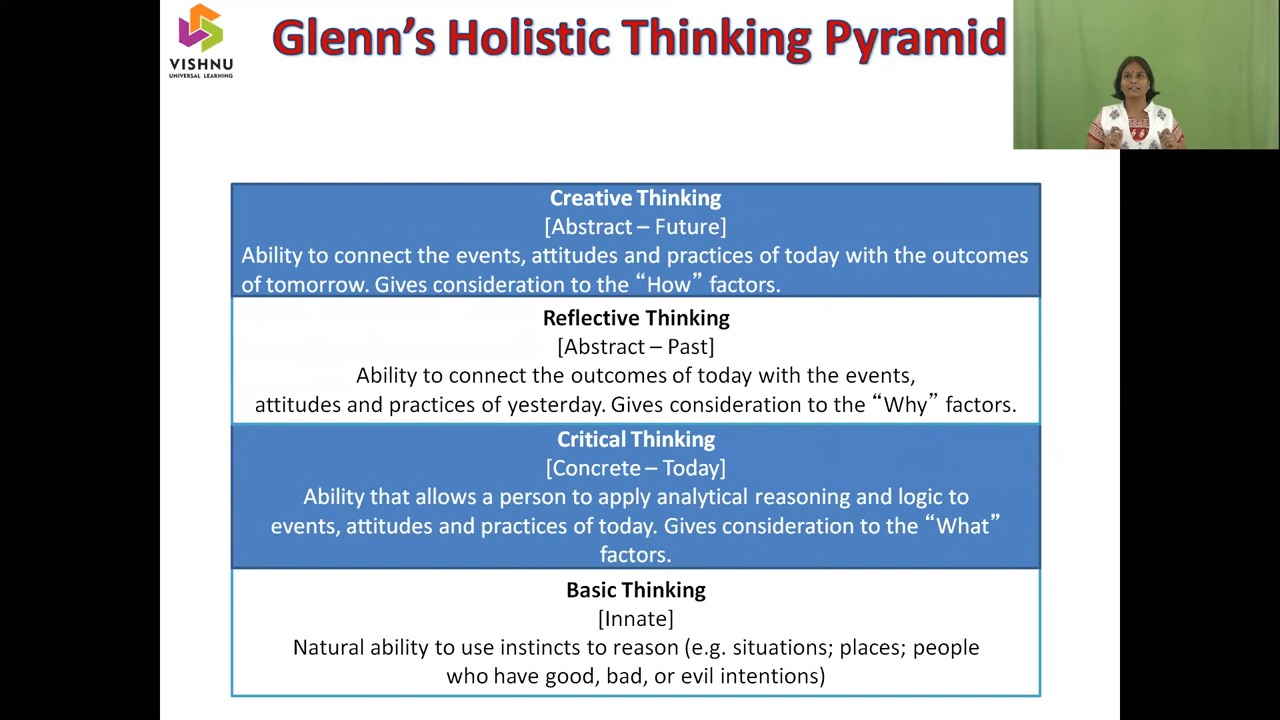 Glenn’s Holistic Thinking Pyramid
VISHNU
UNIVERSAL LEARNING
Creative Thinking
[Abstract – Future]
Ability to connect the events, attitudes and practices of today with the outcomes
of tomorrow. Gives consideration to the “How” factors.
Reflective Thinking
[Abstract – Past]
Ability to connect the outcomes of today with the events,
attitudes and practices of yesterday. Gives consideration to the “Why” factors.
Critical Thinking
[Concrete – Today]
Ability that allows a person to apply analytical reasoning and logic to
events, attitudes and practices of today. Gives consideration to the “What”
factors.
Basic Thinking
[Innate]
Natural ability to use instincts to reason (e.g. situations; places; people
who have good, bad, or evil intentions)